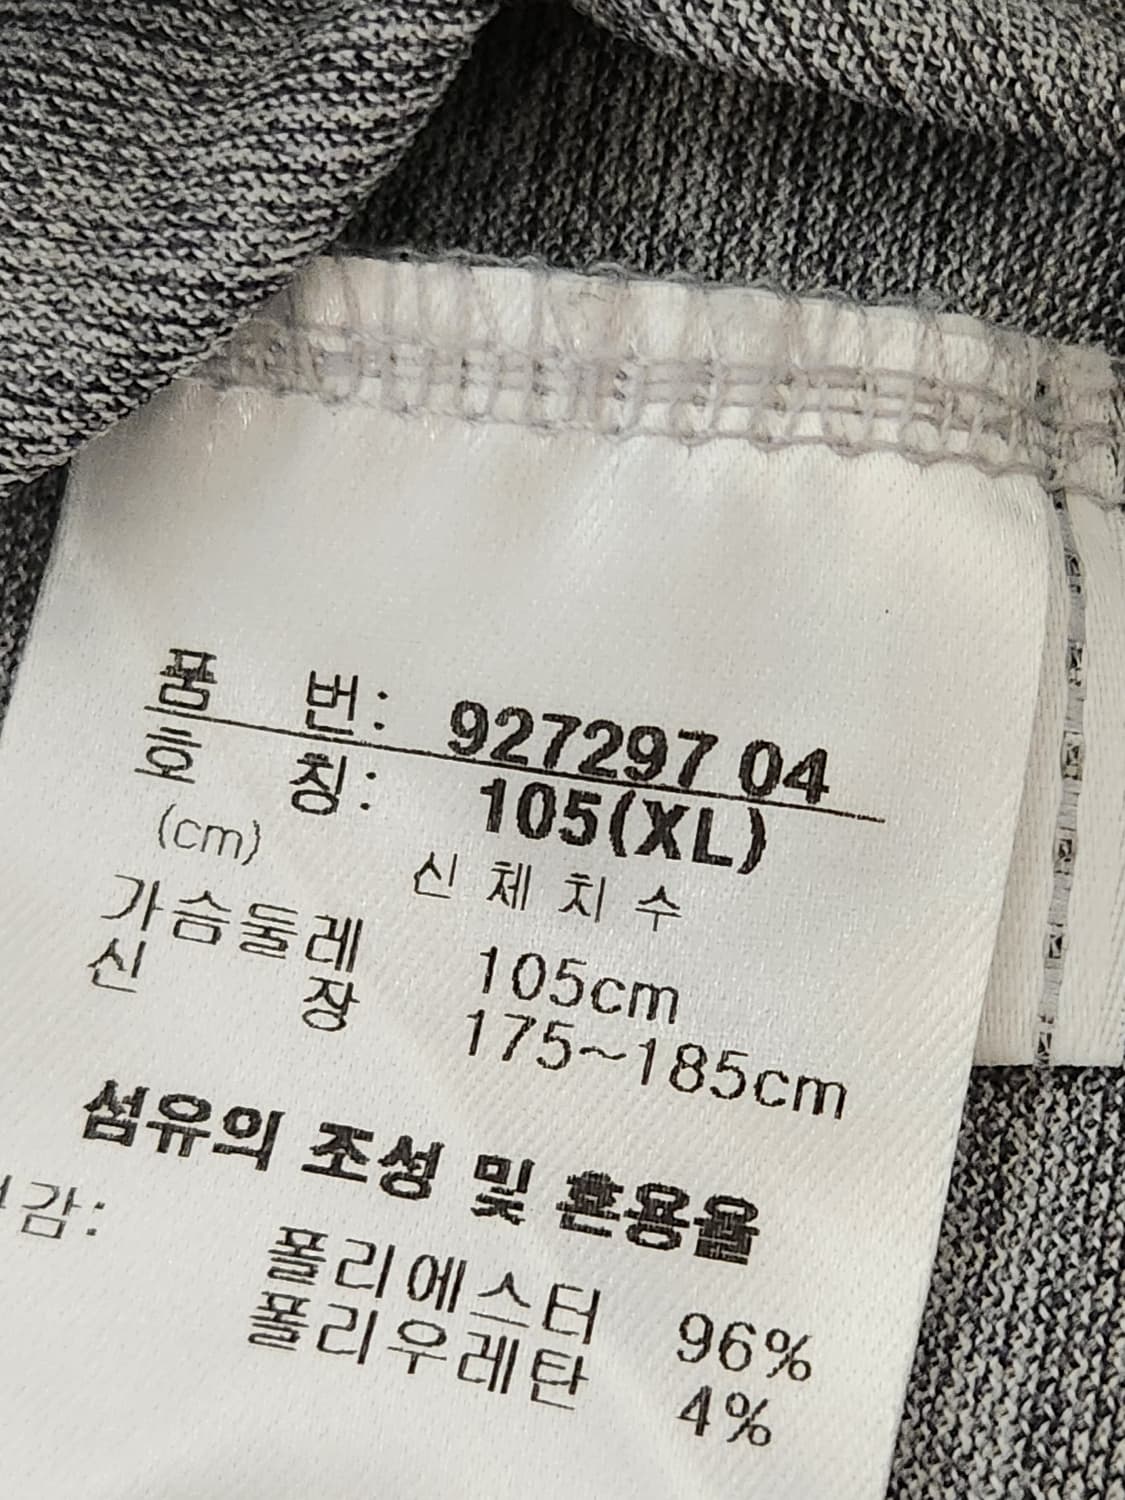 품 번: 927297 04
호 칭: 105(XL)
(cm) 신 체 치 수
가슴둘레 105cm
신 장 175~185cm
섬유의 조성 및 혼용율
감:
폴리에스터 96%
폴리우레탄 4%